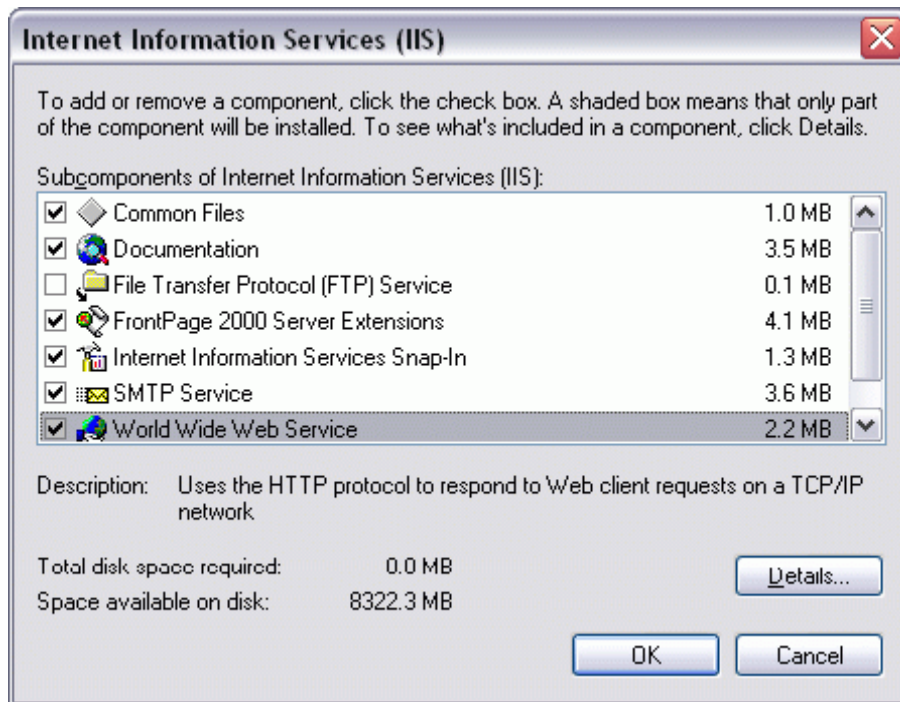 Internet Information Services (IIS)
To add or remove a component, click the check box. A shaded box means that only part
of the component will be installed. To see what's included in a component, click Details.
Subcomponents of Internet Information Services (IIS):
Common Files 1.0 MB
Documentation 3.5 MB
File Transfer Protocol (FTP) Service 0.1 MB
FrontPage 2000 Server Extensions 4.1 MB
Internet Information Services Snap-In 1.3 MB
SMTP Service 3.6 MB
World Wide Web Service 2.2 MB
Description: Uses the HTTP protocol to respond to Web client requests on a TCP/IP
network
Total disk space required: 0.0 MB
Space available on disk: 8322.3 MB
Details...
OK Cancel